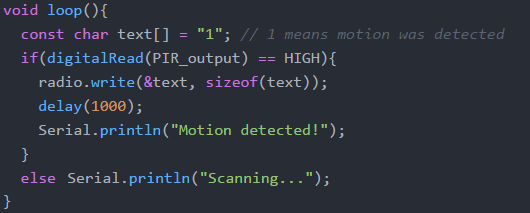 void loop(){
  const char text[] = "1"; // 1 means motion was detected
  if(digitalRead(PIR_output) == HIGH){
    radio.write(&text, sizeof(text));
    delay(1000);
    Serial.println("Motion detected!");
  }
  else Serial.println("Scanning...");
}